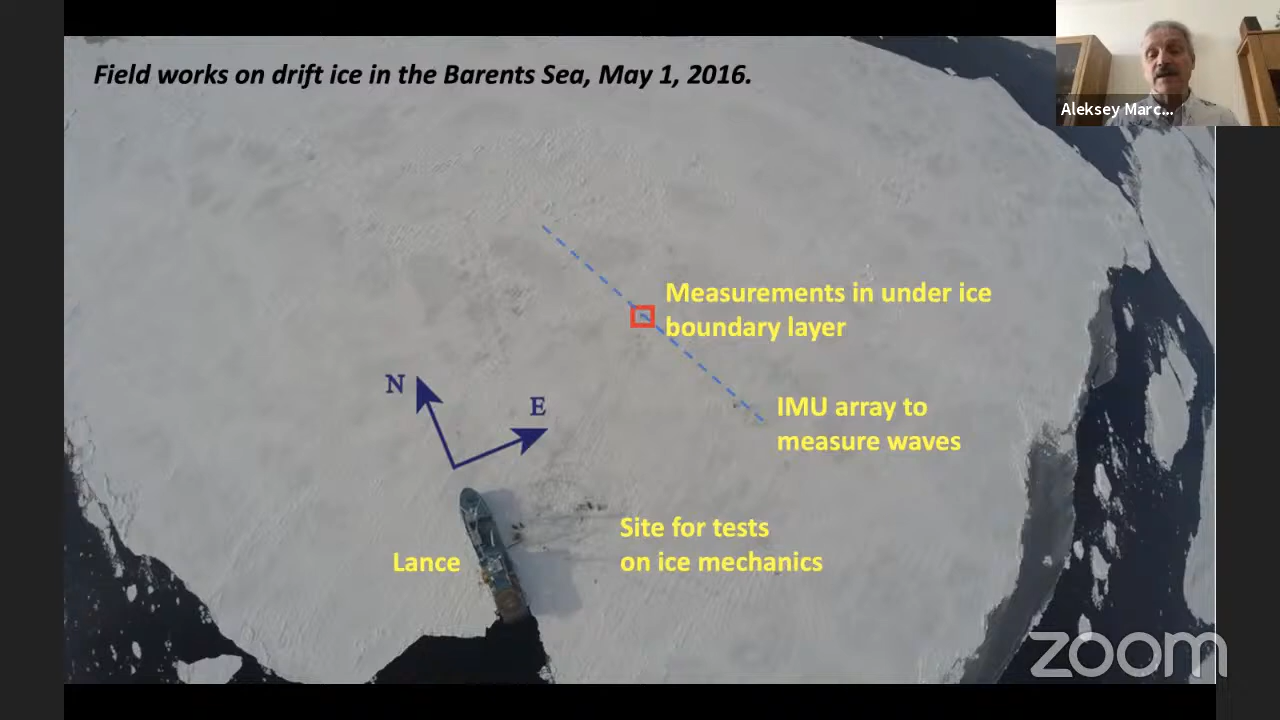 Field works on drift ice in the Barents Sea, May 1, 2016.
Aleksey Marc...
Measurements in under ice
boundary layer
N
E
IMU array to
measure waves
Site for tests
on ice mechanics
Lance
zoom